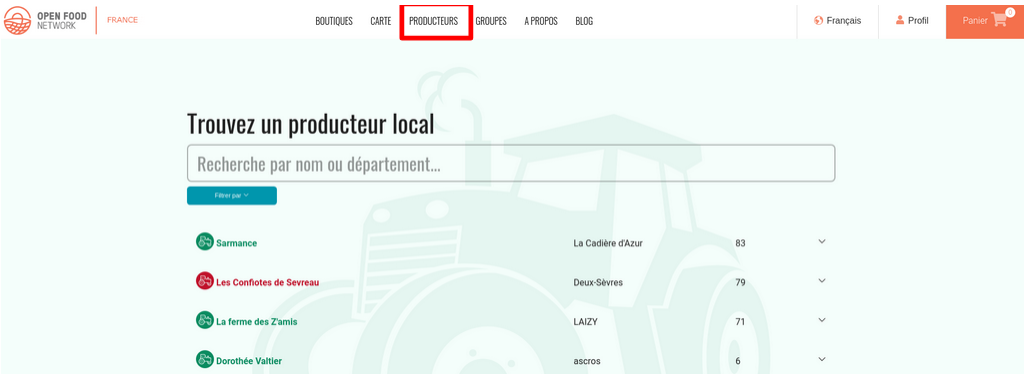 OPEN FOOD NETWORK FRANCE BOUTIQUES CARTE PRODUCTEURS GROUPES A PROPOS BLOG Français Profil Panier 0
Trouvez un producteur local
Recherche par nom ou département...
Filtrer par
Sarmance La Cadière d'Azur 83
Les Confiotes de Sevreau Deux-Sèvres 79
La ferme des Z'amis LAIZY 71
Dorothée Valtier ascros 6